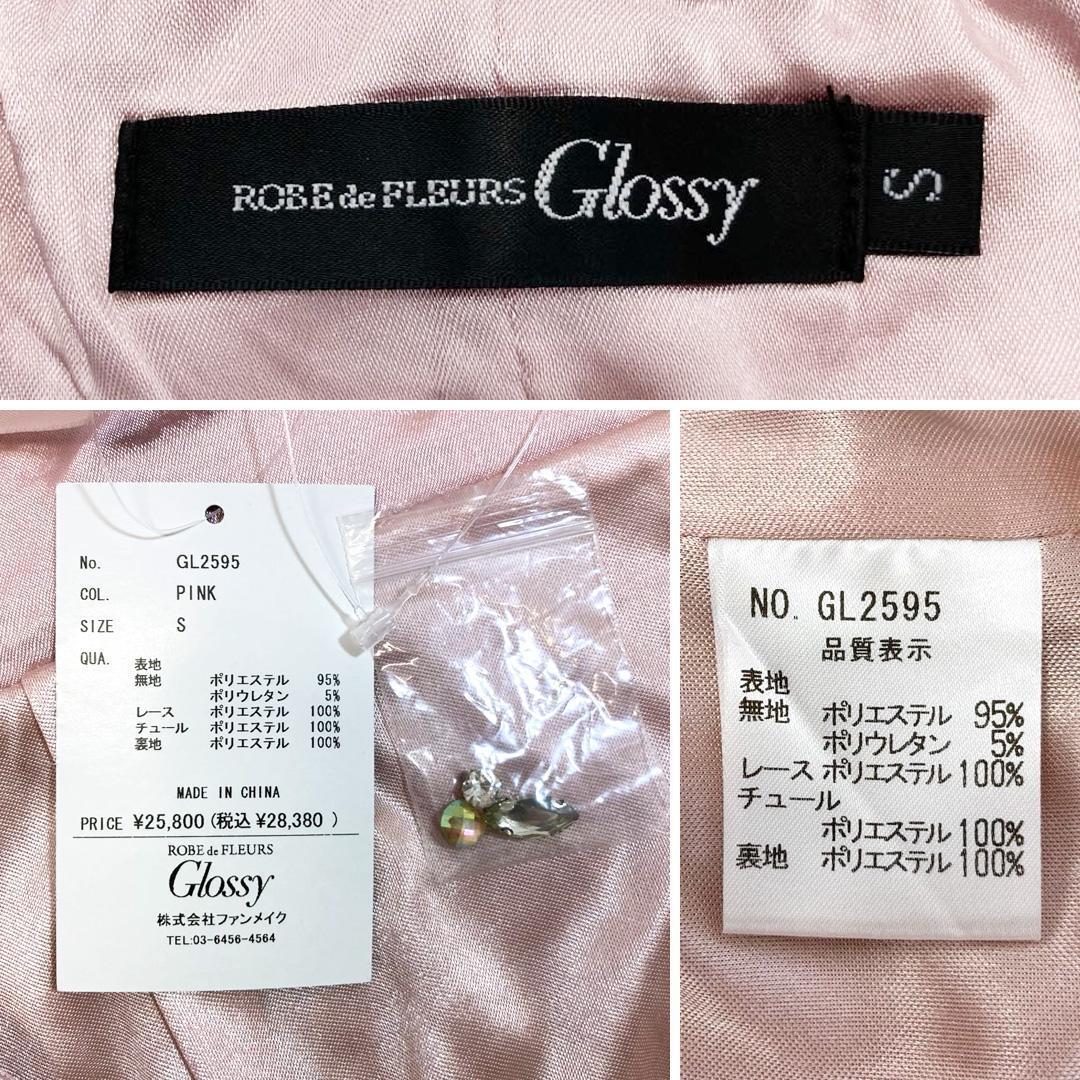 ROBE de FLEURS Glossy
S
No. GL2595
COL. PINK
SIZE S
QUA. 表地
無地 ポリエステル 95%
ポリウレタン 5%
レース ポリエステル 100%
チュール ポリエステル 100%
裏地 ポリエステル 100%
MADE IN CHINA
PRICE ¥25,800(税込¥28,380 )
ROBE de FLEURS
Glossy
株式会社ファンメイク
TEL:03-6456-4564
NO. GL2595
品質表示
表地
無地 ポリエステル 95%
ポリウレタン 5%
レース ポリエステル 100%
チュール
ポリエステル 100%
裏地 ポリエステル 100%